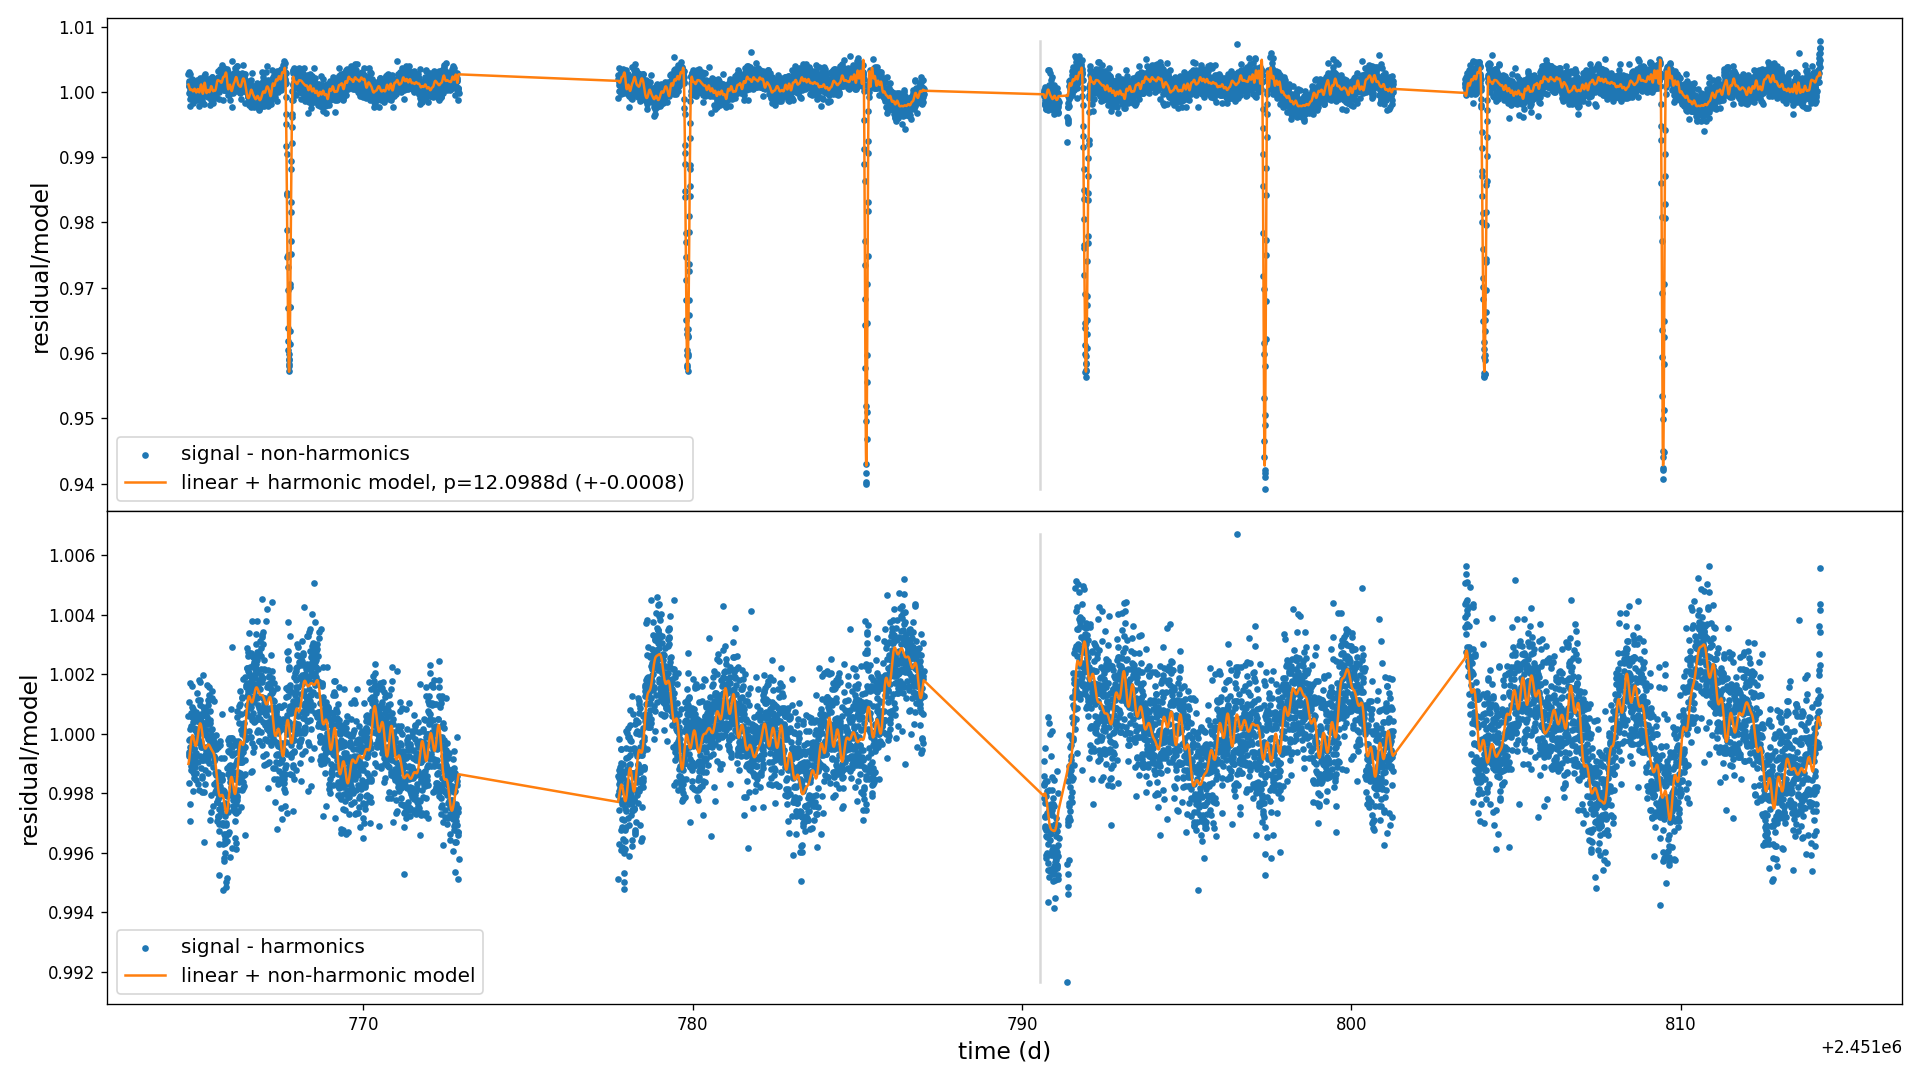 1.01
1.00
0.99
0.98
0.97
0.96
0.95
0.94
residual/model
signal - non-harmonics
linear + harmonic model, p=12.0988d (+-0.0008)
1.006
1.004
1.002
1.000
0.998
0.996
0.994
0.992
residual/model
signal - harmonics
linear + non-harmonic model
770 780 790 800 810
time (d)
+2.451e6